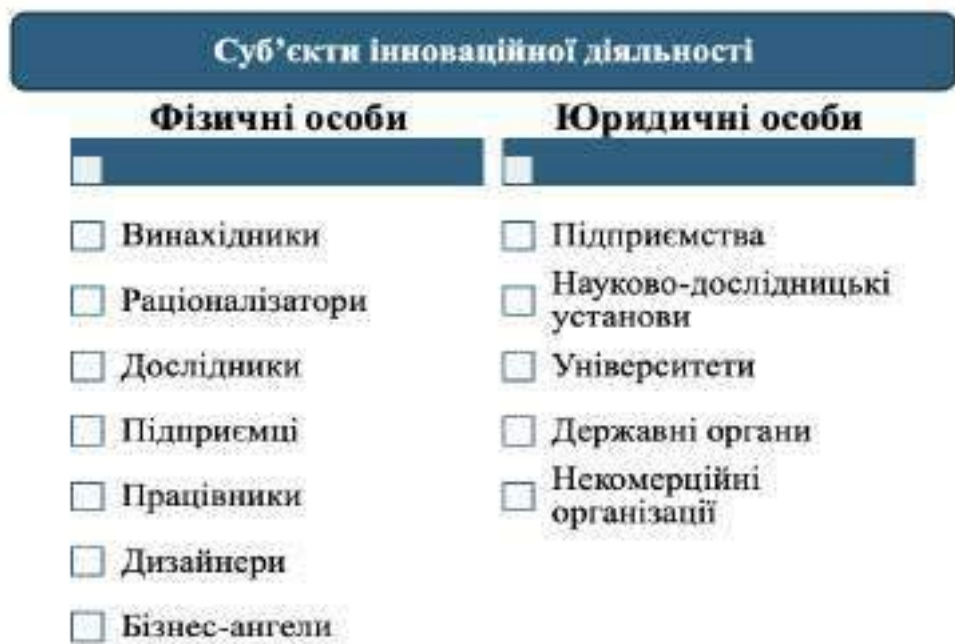 Суб’єкти інноваційної діяльності
Фізичні особи
Винахідники
Раціоналізатори
Дослідники
Підприємці
Працівники
Дизайнери
Бізнес-ангели
Юридичні особи
Підприємства
Науково-дослідницькі
установи
Університети
Державні органи
Некомерційні
організації